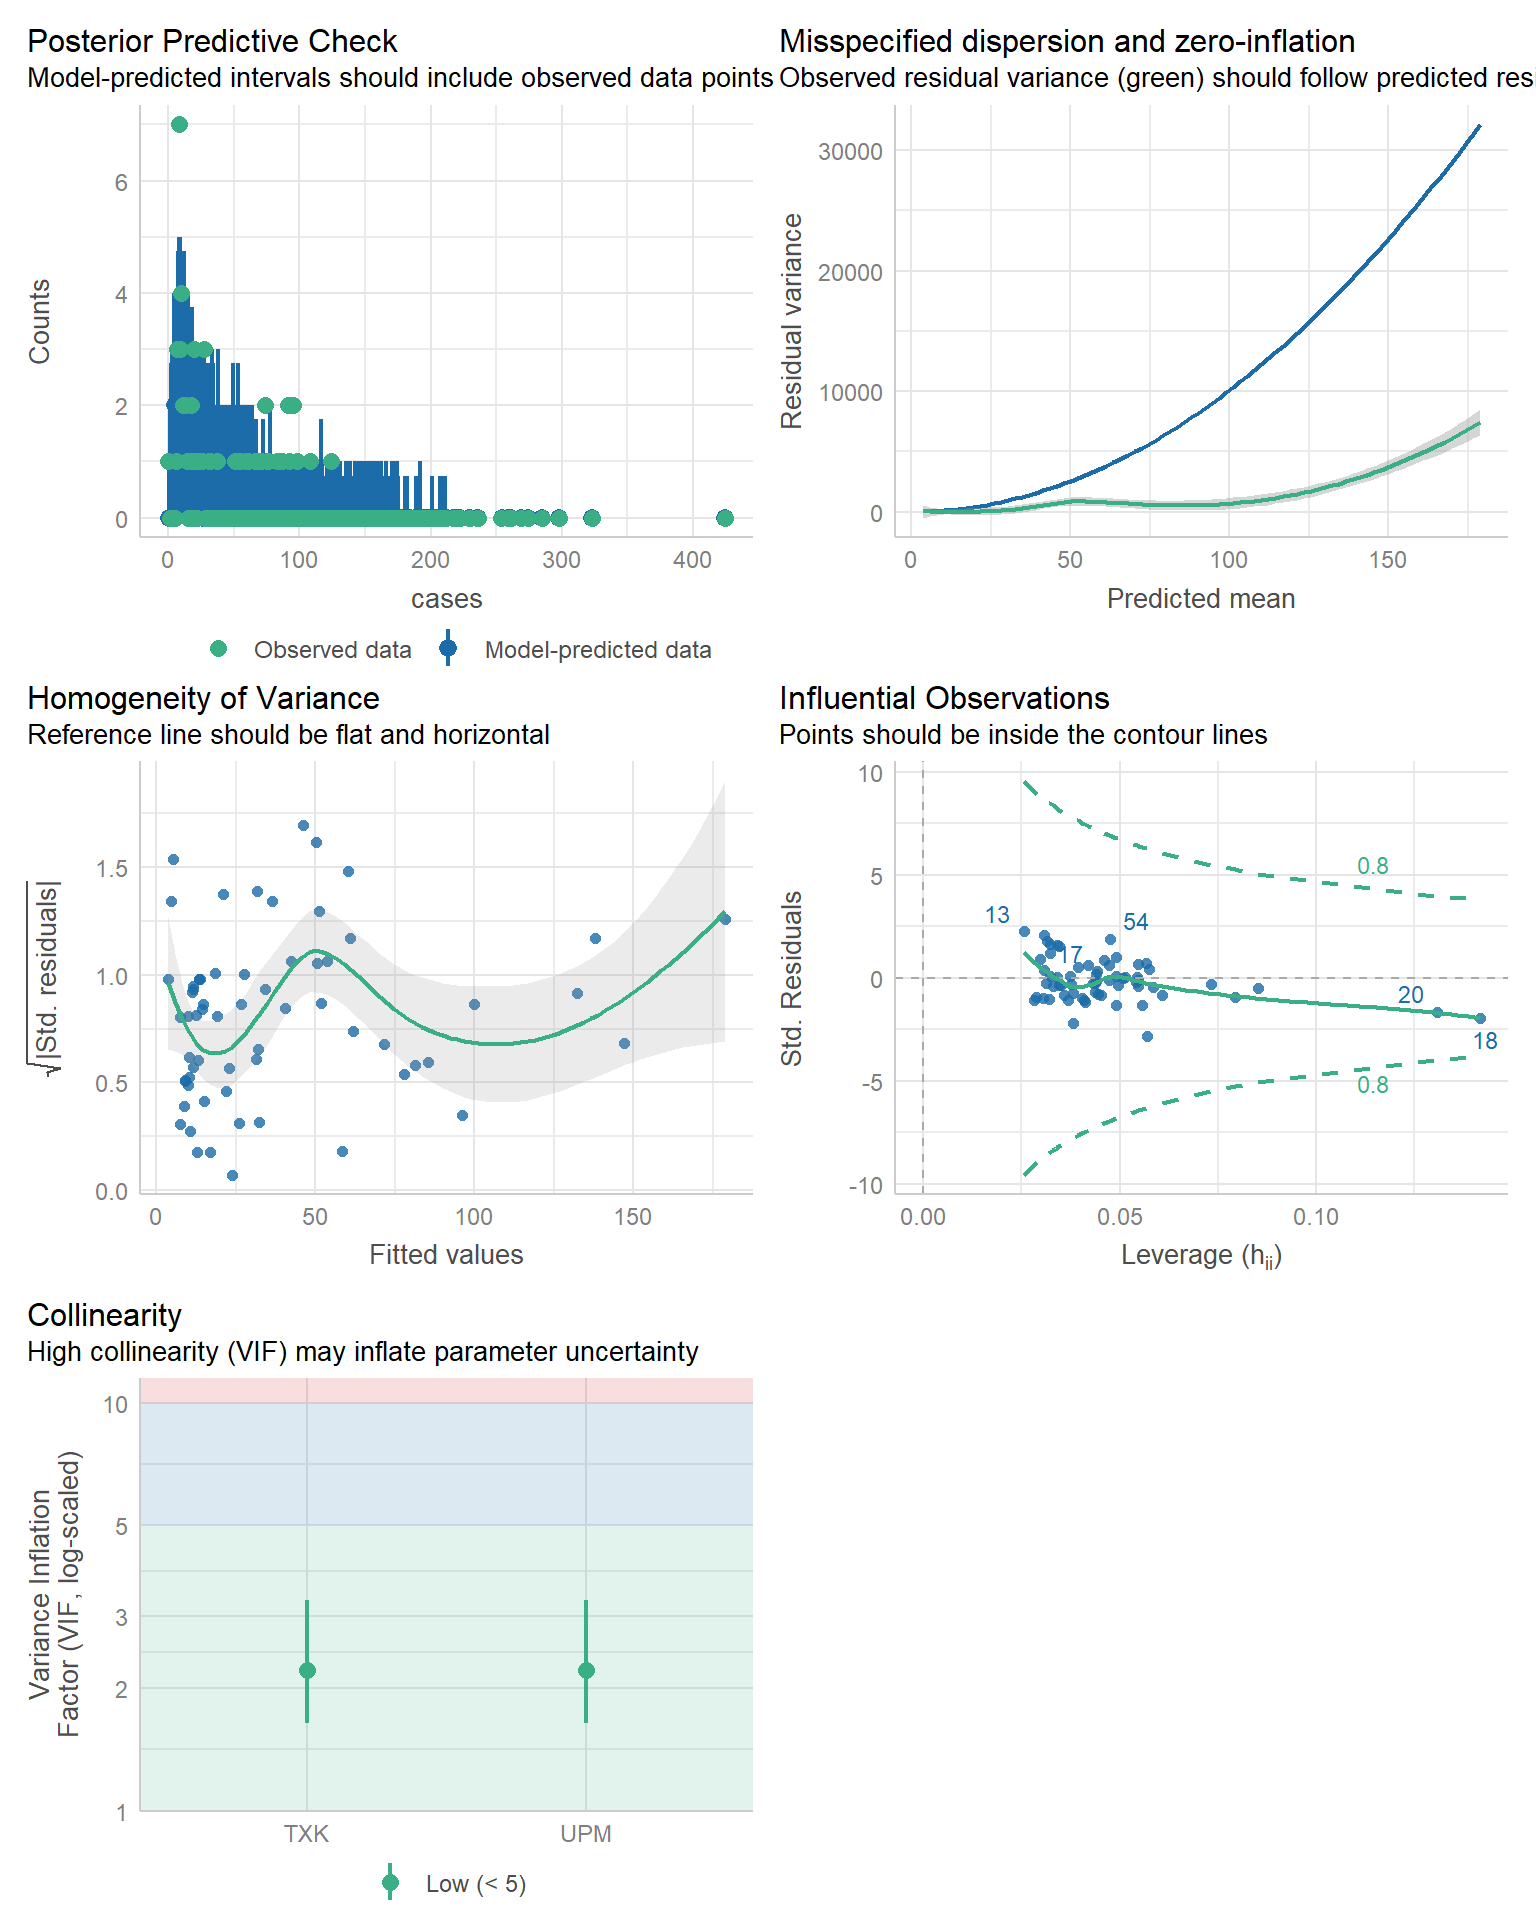 Posterior Predictive Check
Model-predicted intervals should include observed data points
Counts
6
4
2
0
0
100
200
300
400
cases
Observed data
Model-predicted data
Misspecified dispersion and zero-inflation
Observed residual variance (green) should follow predicted resi
Residual variance
30000
20000
10000
0
0
50
100
150
Predicted mean
Homogeneity of Variance
Reference line should be flat and horizontal
√|Std. residuals|
1.5
1.0
0.5
0.0
0
50
100
150
Fitted values
Influential Observations
Points should be inside the contour lines
Std. Residuals
10
5
0
-5
-10
0.8
13
54
17
20
18
0.8
0.00
0.05
0.10
Leverage (hii)
Collinearity
High collinearity (VIF) may inflate parameter uncertainty
Variance Inflation
Factor (VIF, log-scaled)
10
5
3
2
1
TXK
UPM
Low (< 5)